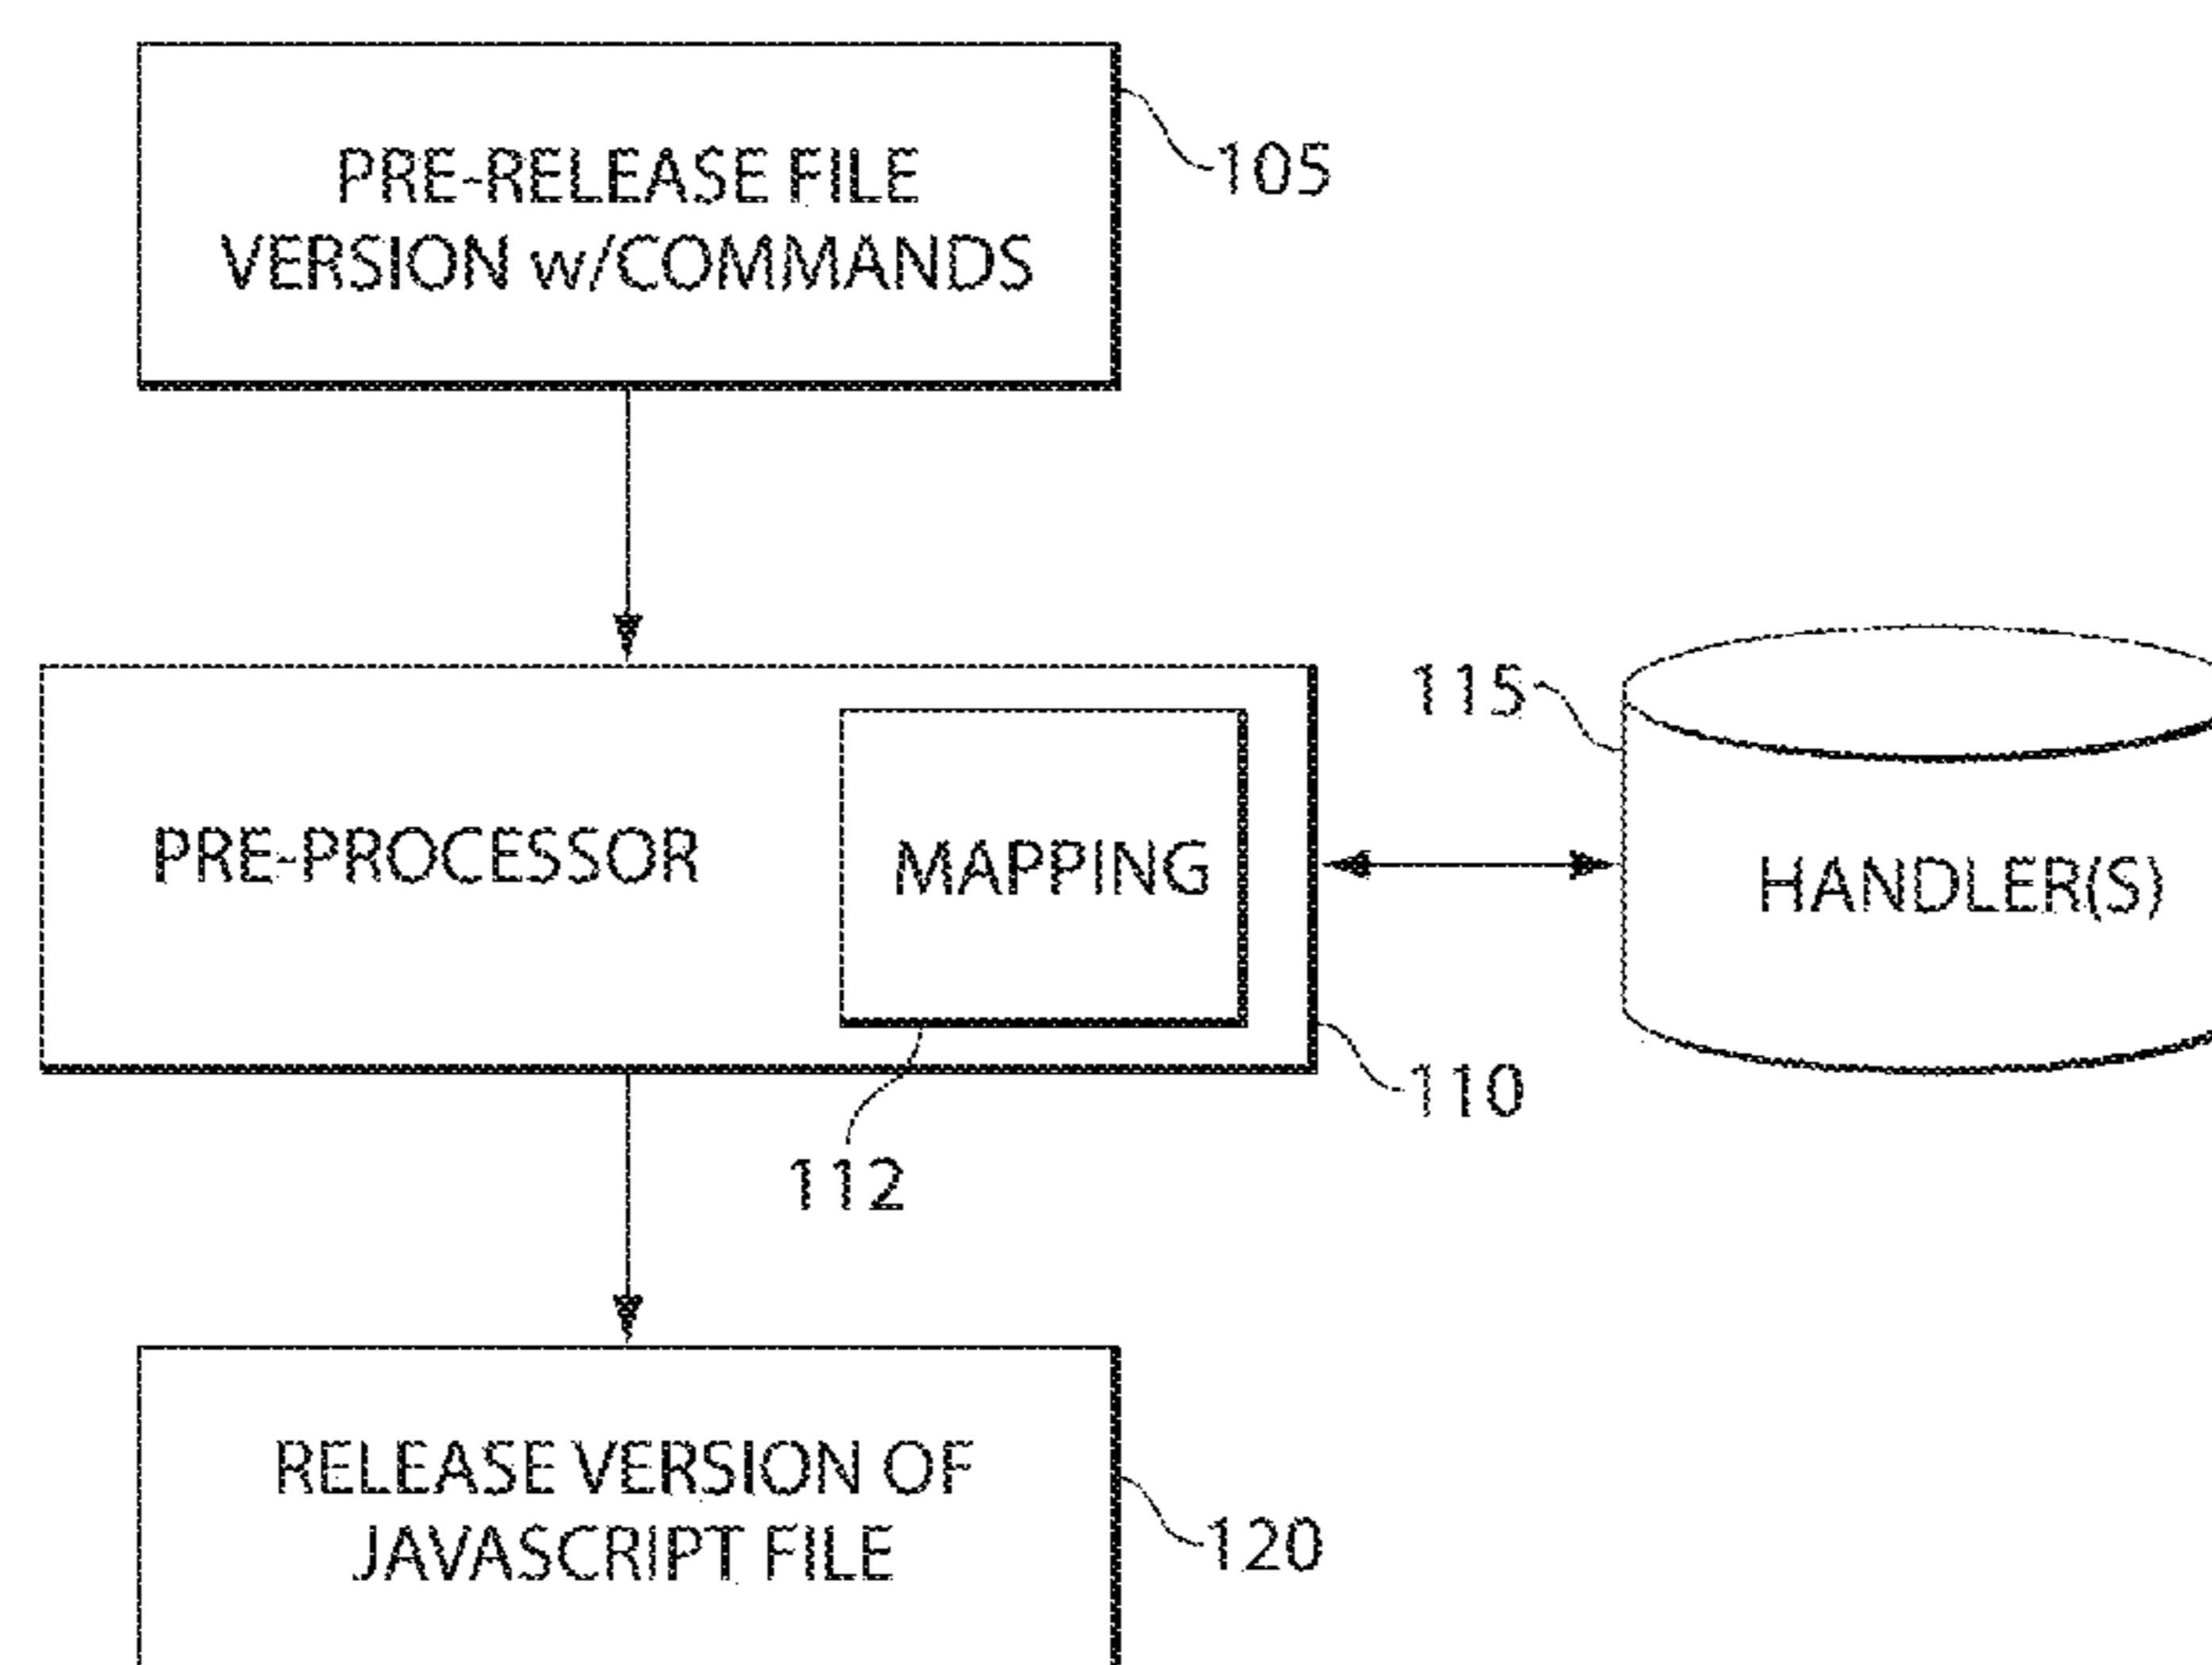 PRE-RELEASE FILE
VERSION w/COMMANDS
105
PRE-PROCESSOR
MAPPING
115
HANDLER(S)
110
112
RELEASE VERSION OF
JAVASCRIPT FILE
120